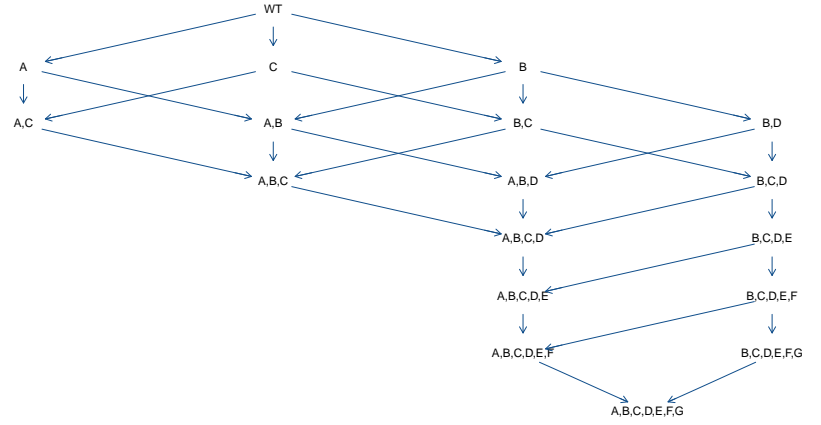 WT
A
C
B
A,C
A,B
B,C
B,D
A,B,C
A,B,D
B,C,D
A,B,C,D
B,C,D,E
A,B,C,D,E
B,C,D,E,F
A,B,C,D,E,F
B,C,D,E,F,G
A,B,C,D,E,F,G